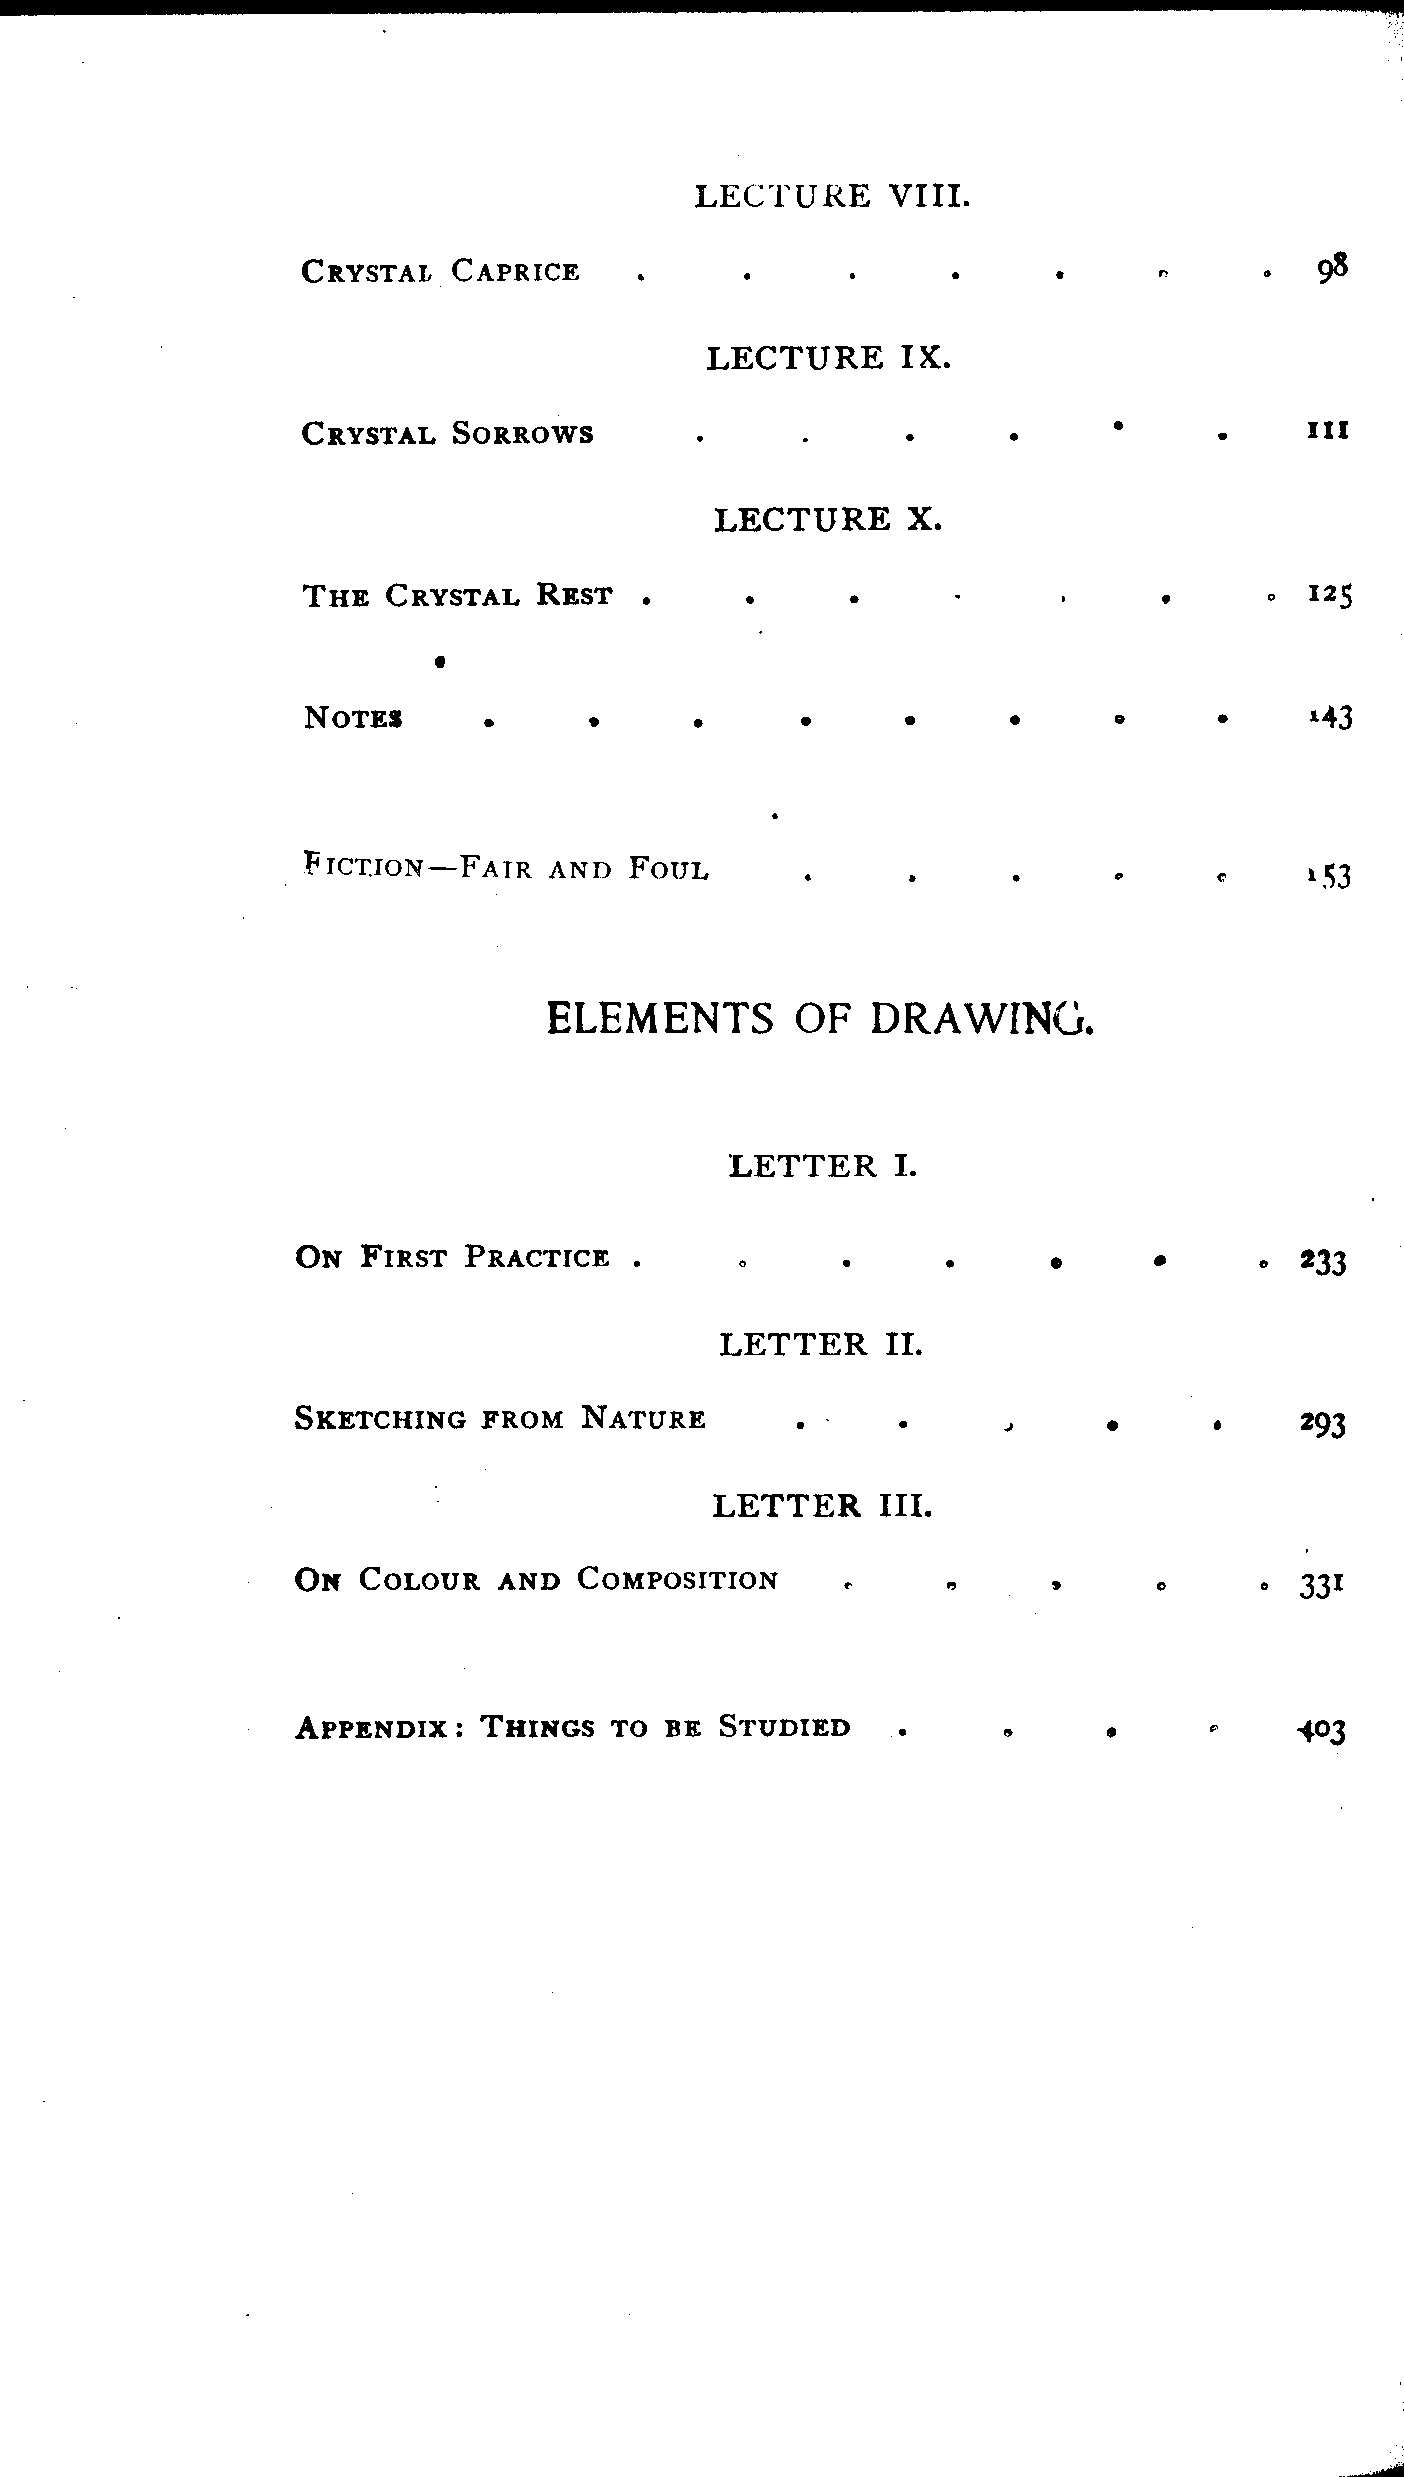 LECTURE VIII.
CRYSTAL CAPRICE . . . . . . . 98
LECTURE IX.
CRYSTAL SORROWS . . . . . . 111
LECTURE X.
THE CRYSTAL REST . . . . . . . 125
NOTES . . . . . . . . 143
FICTION—FAIR AND FOUL . . . . . 153
ELEMENTS OF DRAWING.
LETTER I.
ON FIRST PRACTICE . . . . . . . 233
LETTER II.
SKETCHING FROM NATURE . . . . . 293
LETTER III.
ON COLOUR AND COMPOSITION . . . . . 331
APPENDIX: THINGS TO BE STUDIED . . . . 403